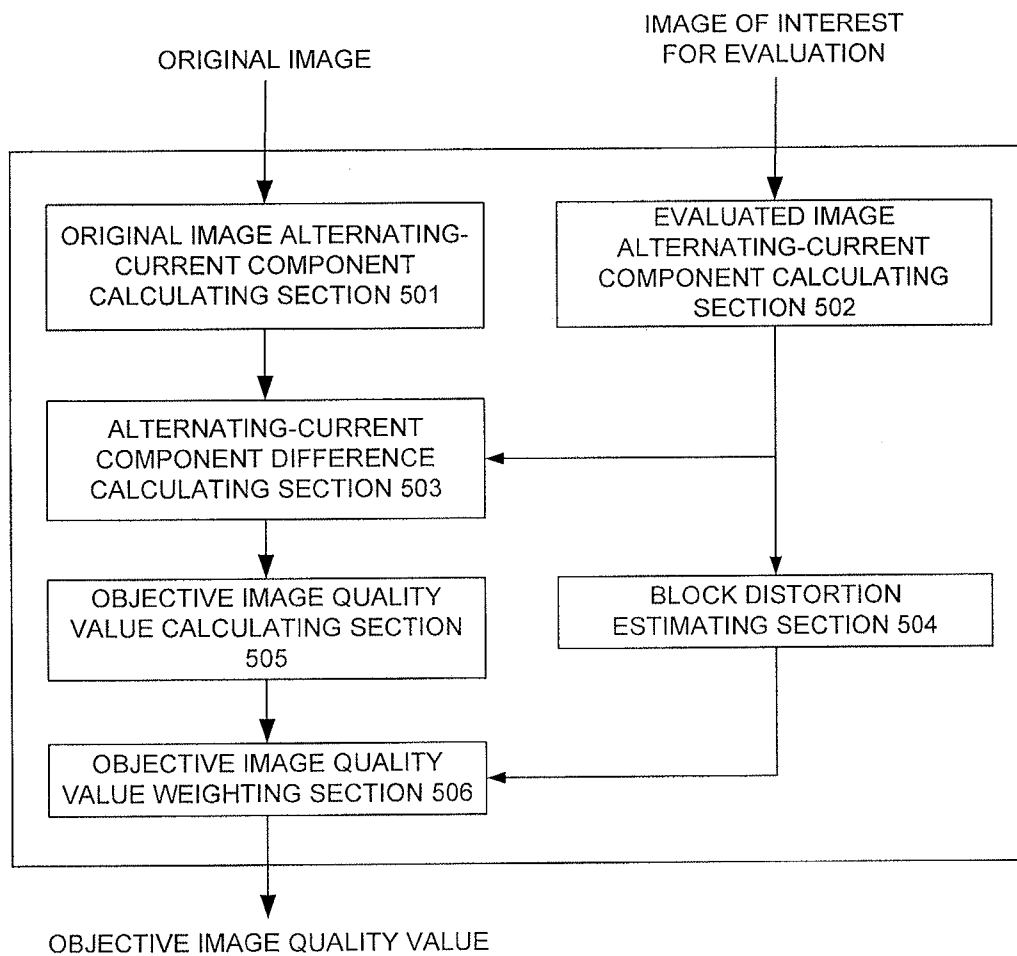 ORIGINAL IMAGE
IMAGE OF INTEREST
FOR EVALUATION
ORIGINAL IMAGE ALTERNATING-
CURRENT COMPONENT
CALCULATING SECTION 501
EVALUATED IMAGE
ALTERNATING-CURRENT
COMPONENT CALCULATING
SECTION 502
ALTERNATING-CURRENT
COMPONENT DIFFERENCE
CALCULATING SECTION 503
OBJECTIVE IMAGE QUALITY
VALUE CALCULATING SECTION
505
BLOCK DISTORTION
ESTIMATING SECTION 504
OBJECTIVE IMAGE QUALITY
VALUE WEIGHTING SECTION 506
OBJECTIVE IMAGE QUALITY VALUE